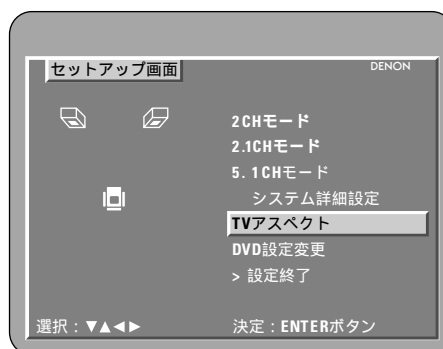 セットアップ画面
DENON
2CHモード
2.1CHモード
5. 1CHモード
システム詳細設定
TVアスペクト
DVD設定変更
> 設定終了
選択：▼▲◀▶ 決定：ENTERボタン